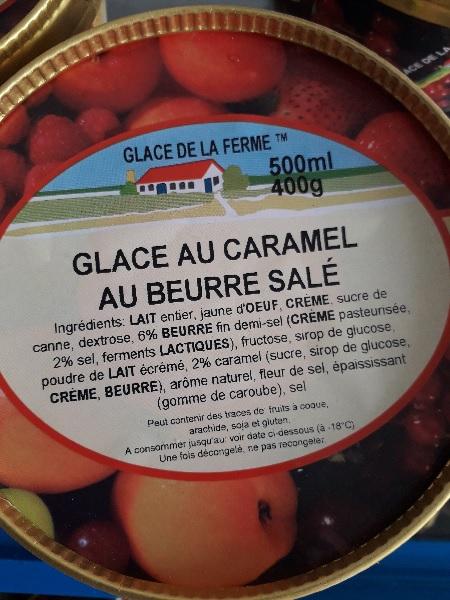 GLACE DE LA FERME ™
500ml
400g
GLACE AU CARAMEL
AU BEURRE SALÉ
Ingrédients: LAIT entier, jaune d'OEUF, CRÈME, sucre de
canne, dextrose, 6% BEURRE fin demi-sel (CRÈME pasteurisée,
2% sel, ferments LACTIQUES), fructose, sirop de glucose,
poudre de LAIT écrémé, 2% caramel (sucre, sirop de glucose,
CRÈME, BEURRE), arôme naturel, fleur de sel, épaississant
(gomme de caroube), sel
Peut contenir des traces de: fruits à coque,
arachide, soja et gluten.
A consommer jusqu'au: voir date ci-dessous (à -18°C)
Une fois décongelé, ne pas recongeler.
ACE DE LA